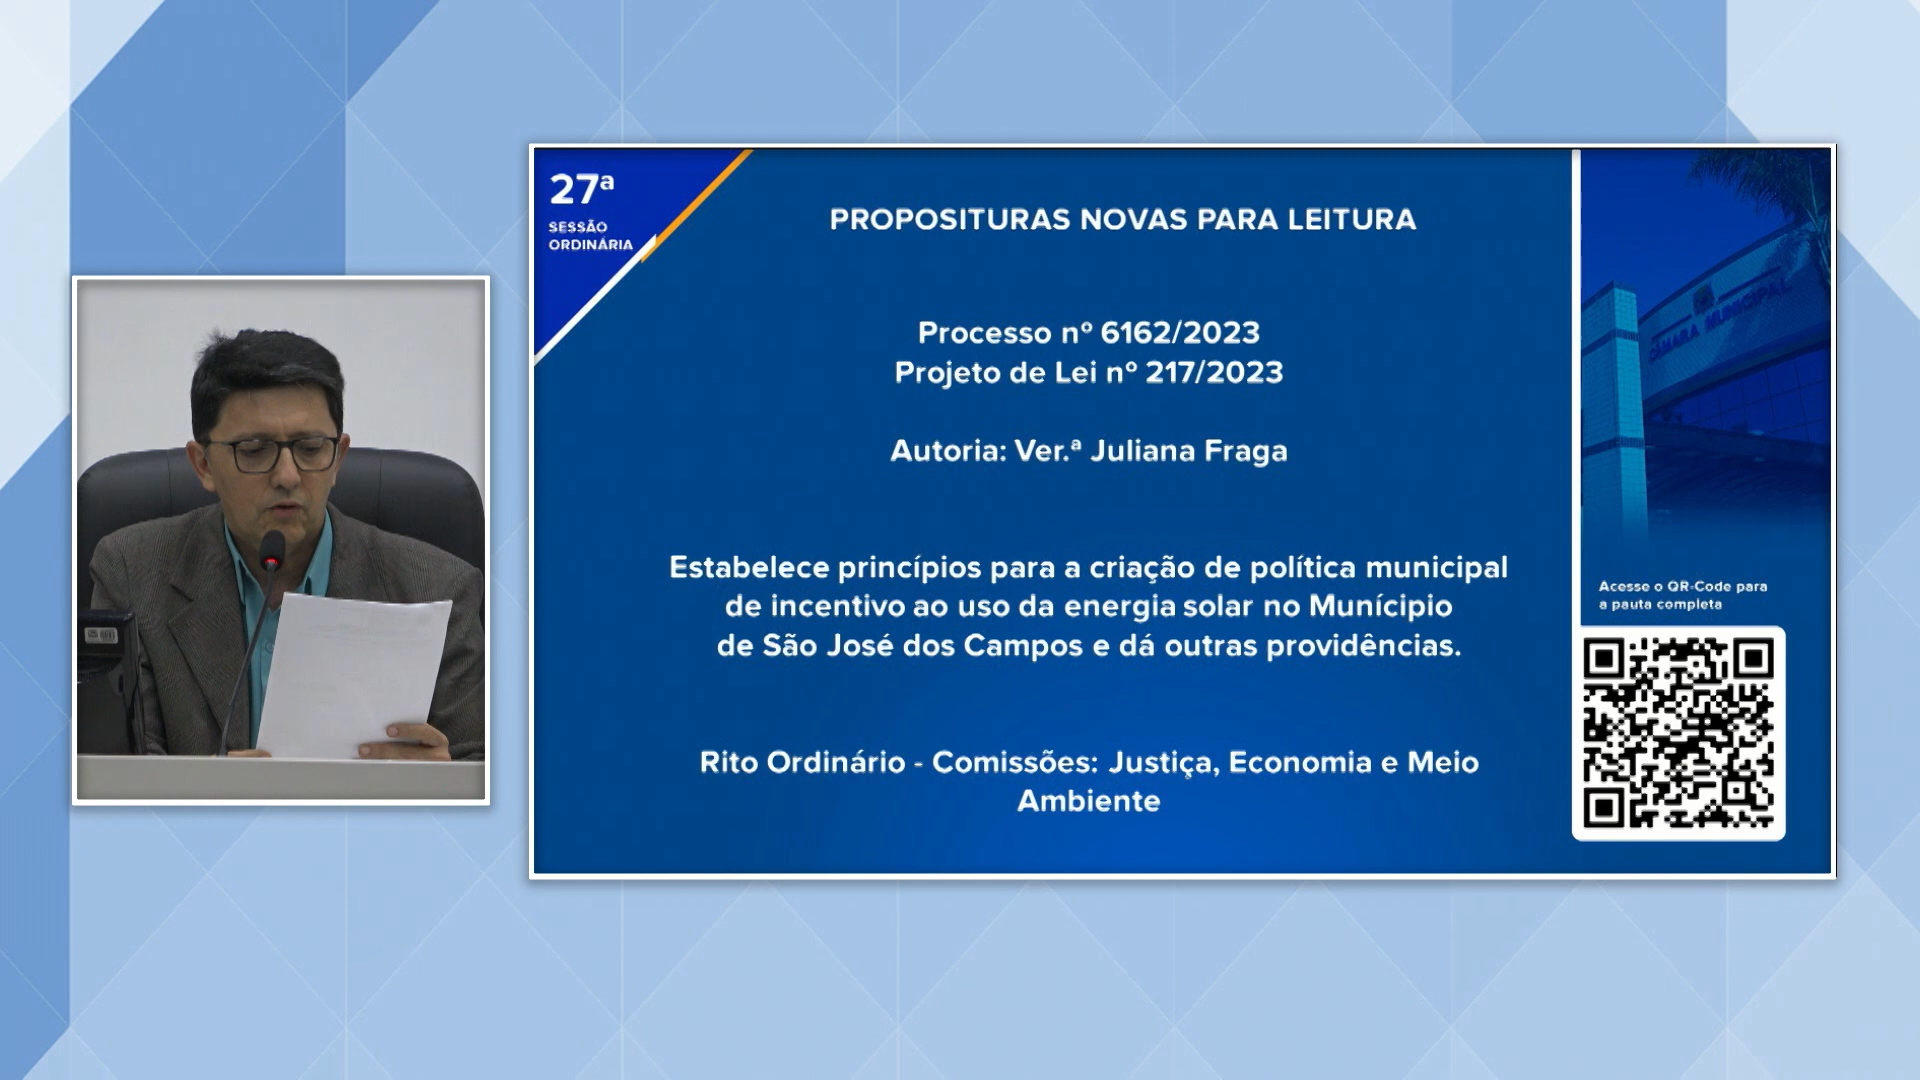 27ª
SESSÃO
ORDINÁRIA
PROPOSITURAS NOVAS PARA LEITURA
Processo nº 6162/2023
Projeto de Lei nº 217/2023
Autoria: Ver.ª Juliana Fraga
Estabelece princípios para a criação de política municipal
de incentivo ao uso da energia solar no Munícipio
de São José dos Campos e dá outras providências.
Rito Ordinário - Comissões: Justiça, Economia e Meio
Ambiente
CÂMARA MUNICIPAL
Acesse o QR-Code para
a pauta completa